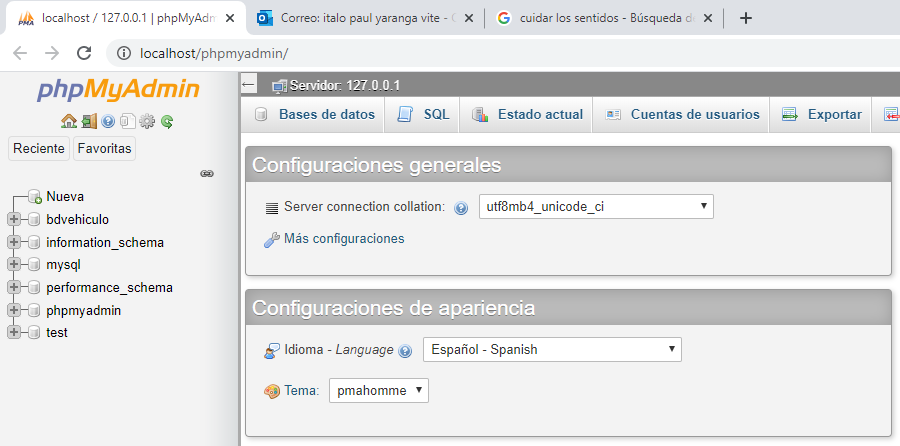 localhost / 127.0.0.1 | phpMyAdm
Correo: italo paul yaranga vite - O
cuidar los sentidos - Búsqueda de
localhost/phpmyadmin/
phpMyAdmin
Reciente Favoritas
Nueva
bdvehiculo
information_schema
mysql
performance_schema
phpmyadmin
test
Servidor: 127.0.0.1
Bases de datos SQL Estado actual Cuentas de usuarios Exportar
Configuraciones generales
Server connection collation: utf8mb4_unicode_ci
Más configuraciones
Configuraciones de apariencia
Idioma - Language Español - Spanish
Tema: pmahomme